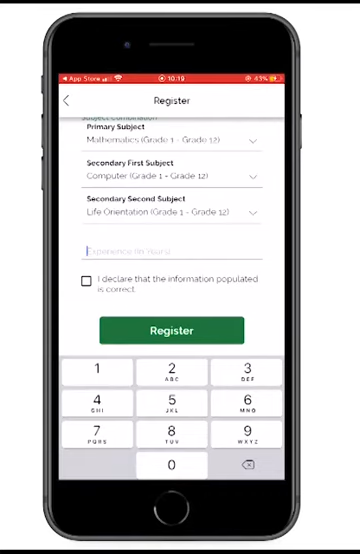 App Store 10:19 43%
Register
Subject Combination
Primary Subject
Mathematics (Grade 1 - Grade 12)
Secondary First Subject
Computer (Grade 1 - Grade 12)
Secondary Second Subject
Life Orientation (Grade 1 - Grade 12)
Experience (In Years)
I declare that the information populated
is correct
Register
1 2 3
ABC DEF
4 5 6
GHI JKL MNO
7 8 9
PQRS TUV WXYZ
0